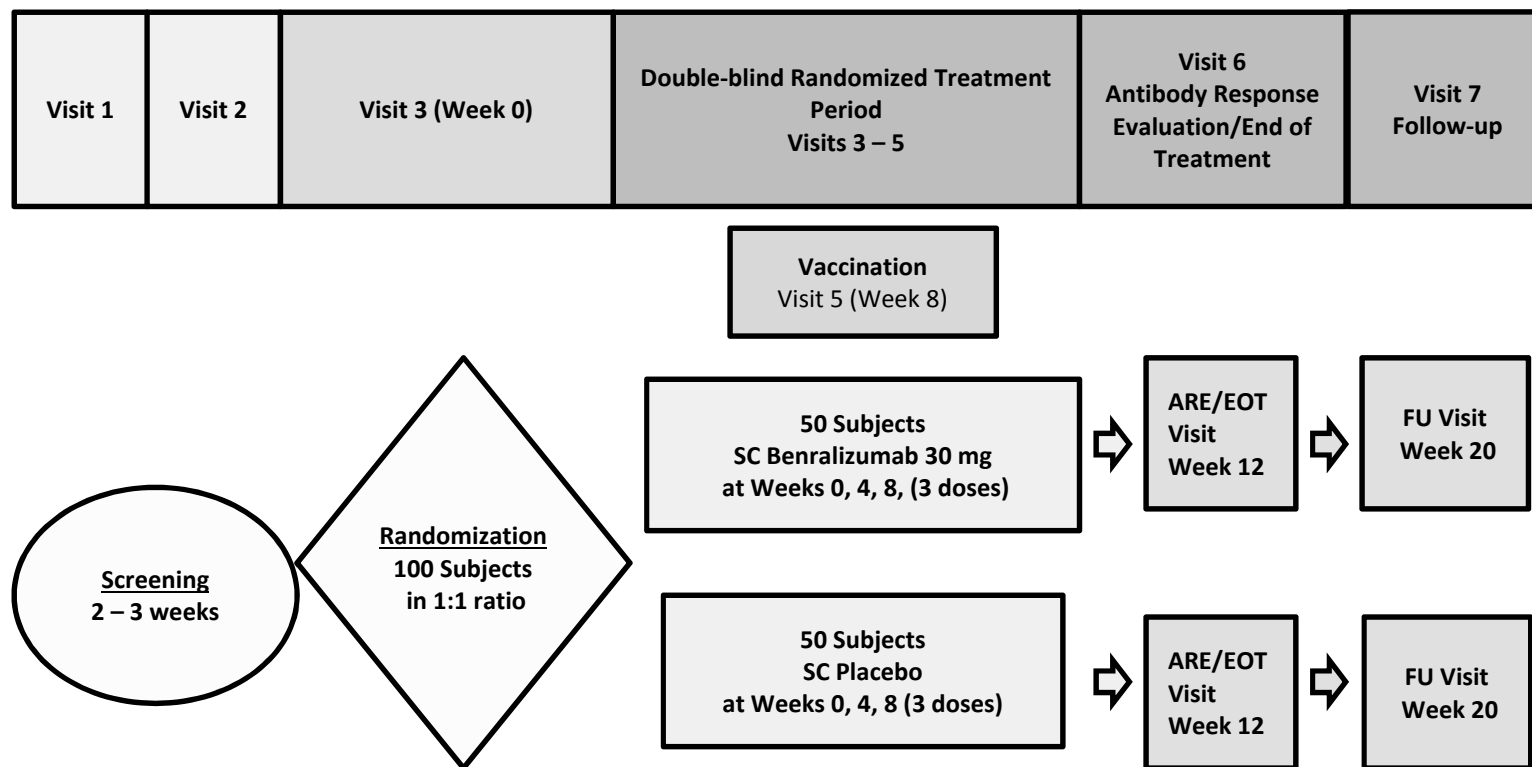 Visit 1
Visit 2
Visit 3 (Week 0)
Double-blind Randomized Treatment
Period
Visits 3 – 5
Visit 6
Antibody Response
Evaluation/End of
Treatment
Visit 7
Follow-up
Vaccination
Visit 5 (Week 8)
Screening
2 – 3 weeks
Randomization
100 Subjects
in 1:1 ratio
50 Subjects
SC Benralizumab 30 mg
at Weeks 0, 4, 8, (3 doses)
ARE/EOT
Visit
Week 12
FU Visit
Week 20
50 Subjects
SC Placebo
at Weeks 0, 4, 8 (3 doses)
ARE/EOT
Visit
Week 12
FU Visit
Week 20